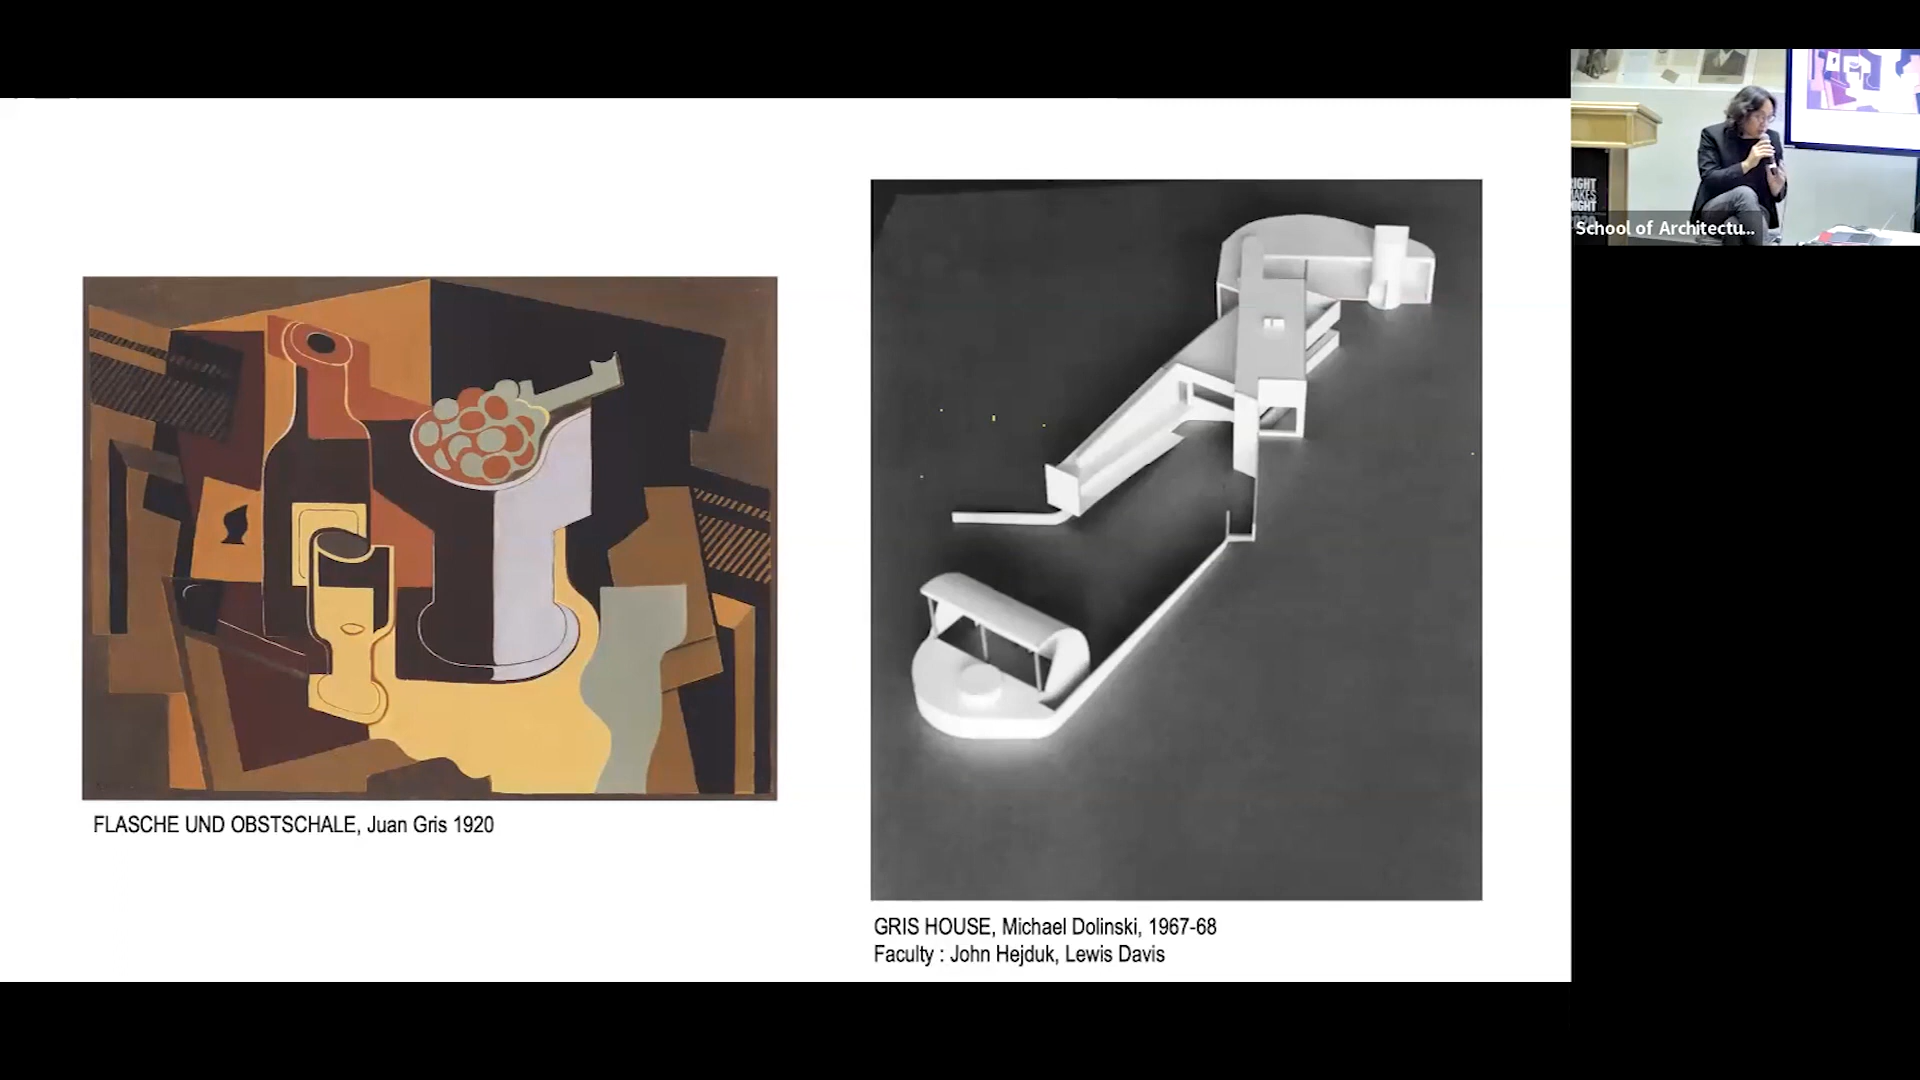 FLASCHE UND OBSTSCHALE, Juan Gris 1920
GRIS HOUSE, Michael Dolinski, 1967-68
Faculty : John Hejduk, Lewis Davis
School of Architectu...